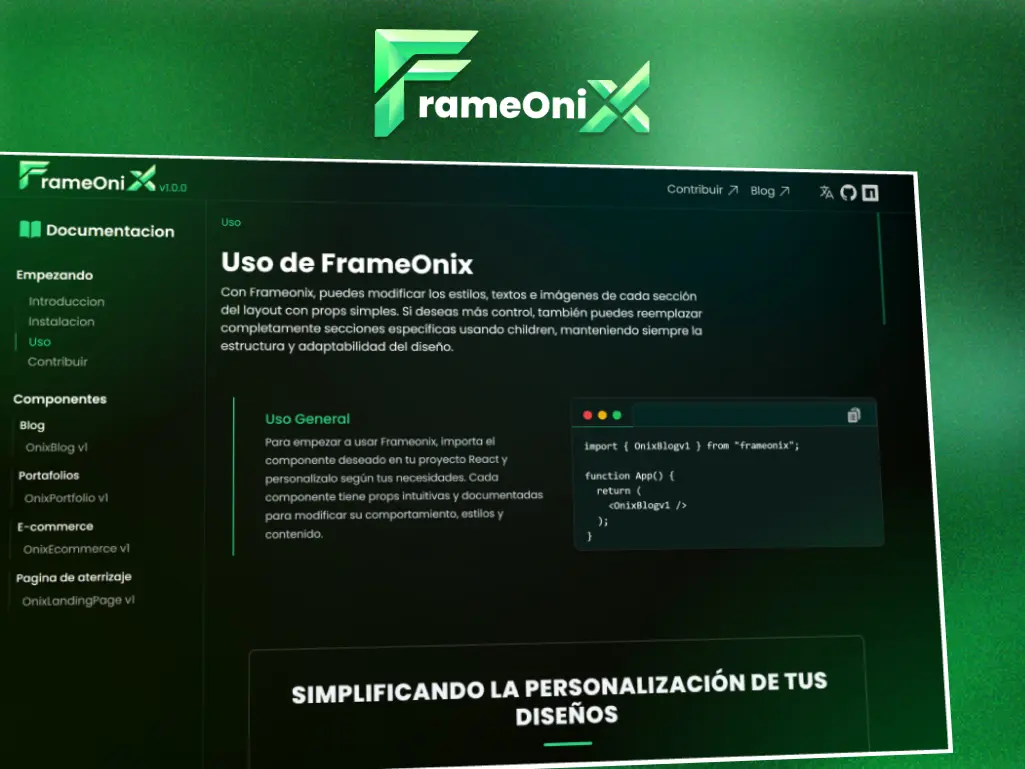 FrameOniX
FrameOniX v1.0.0
Contribuir
Blog
Documentacion
Empezando
Introduccion
Instalacion
Uso
Contribuir
Componentes
Blog
OnixBlog v1
Portafolios
OnixPortfolio v1
E-commerce
OnixEcommerce v1
Pagina de aterrizaje
OnixLandingPage v1
Uso
Uso de FrameOnix
Con Frameonix, puedes modificar los estilos, textos e imágenes de cada sección
del layout con props simples. Si deseas más control, también puedes reemplazar
completamente secciones específicas usando children, manteniendo siempre la
estructura y adaptabilidad del diseño.
Uso General
Para empezar a usar Frameonix, importa el
componente deseado en tu proyecto React y
personalízalo según tus necesidades. Cada
componente tiene props intuitivas y documentadas
para modificar su comportamiento, estilos y
contenido.
import { OnixBlogv1 } from "frameonix";
function App() {
return (
<OnixBlogv1 />
);
}
SIMPLIFICANDO LA PERSONALIZACIÓN DE TUS
DISEÑOS